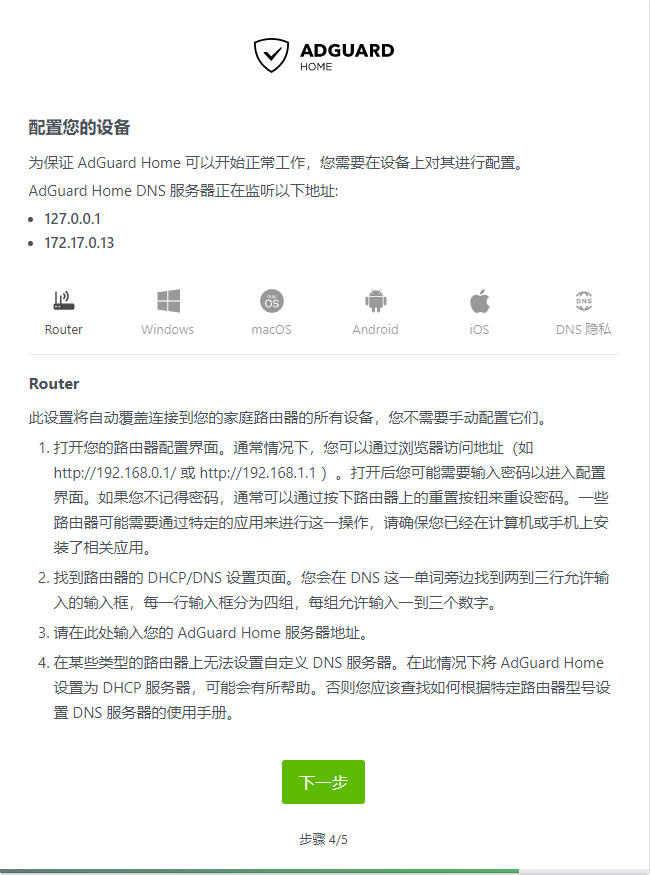 ADGUARD
HOME
配置您的设备
为保证 AdGuard Home 可以开始正常工作，您需要在设备上对其进行配置。
AdGuard Home DNS 服务器正在监听以下地址:
• 127.0.0.1
• 172.17.0.13
mac OS DNS
Router Windows macOS Android iOS DNS 隐私
Router
此设置将自动覆盖连接到您的家庭路由器的所有设备，您不需要手动配置它们。
1. 打开您的路由器配置界面。通常情况下，您可以通过浏览器访问地址（如
http://192.168.0.1/ 或 http://192.168.1.1 ）。打开后您可能需要输入密码以进入配置
界面。如果您不记得密码，通常可以通过按下路由器上的重置按钮来重设密码。一些
路由器可能需要通过特定的应用来进行这一操作，请确保您已经在计算机或手机上安
装了相关应用。
2. 找到路由器的 DHCP/DNS 设置页面。您会在 DNS 这一单词旁边找到两到三行允许输
入的输入框，每一行输入框分为四组，每组允许输入一到三个数字。
3. 请在此处输入您的 AdGuard Home 服务器地址。
4. 在某些类型的路由器上无法设置自定义 DNS 服务器。在此情况下将 AdGuard Home
设置为 DHCP 服务器，可能会有所帮助。否则您应该查找如何根据特定路由器型号设
置 DNS 服务器的使用手册。
下一步
步骤 4/5